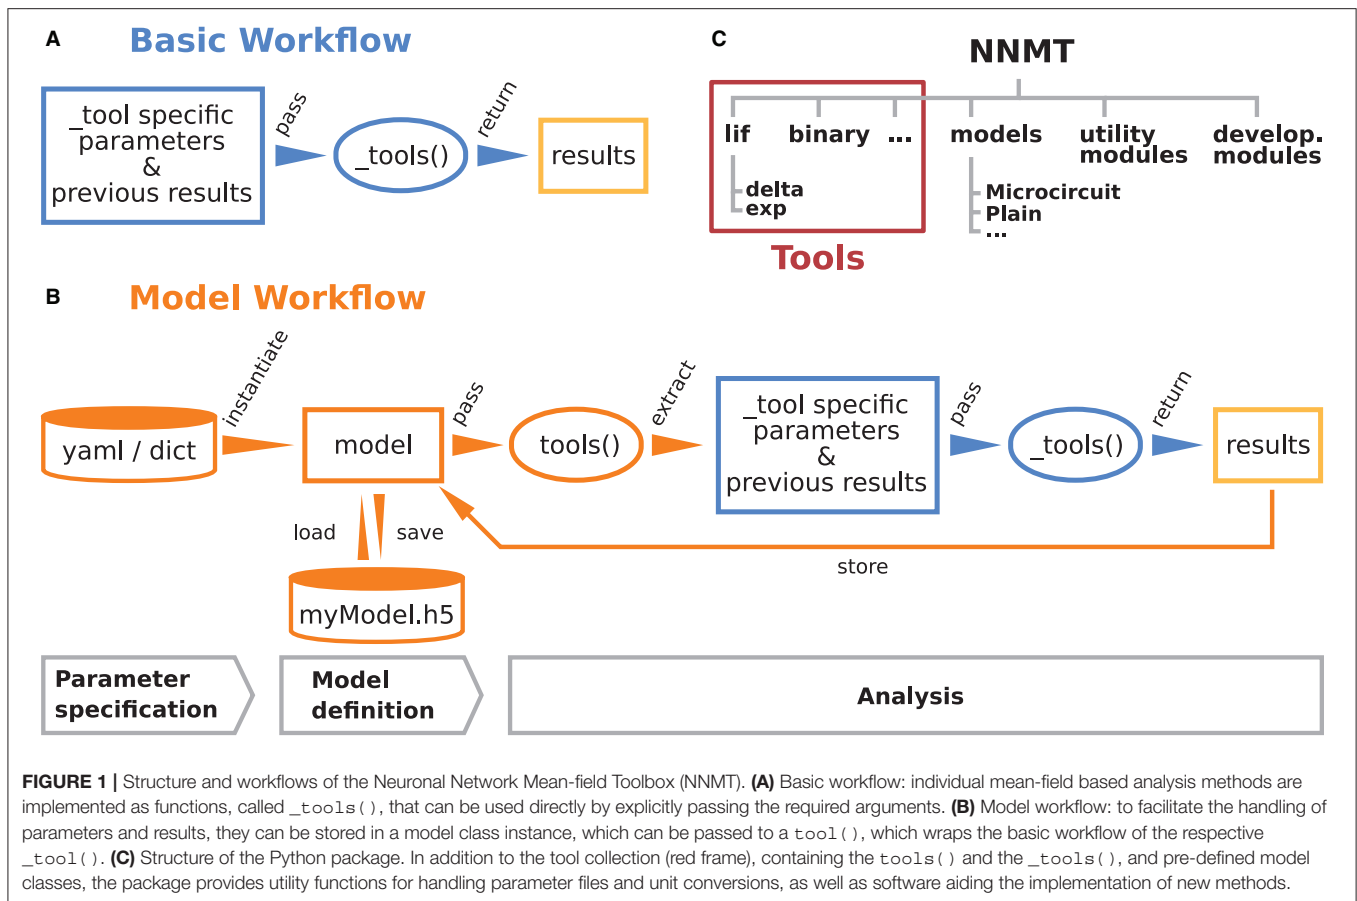 A
Basic Workflow
_tool specific
parameters
&
previous results
pass
_tools()
return
results
C
NNMT
lif
binary
...
models
utility
modules
develop.
modules
delta
exp
Microcircuit
Plain
...
Tools
B
Model Workflow
yaml / dict
instantiate
model
pass
tools()
extract
_tool specific
parameters
&
previous results
pass
_tools()
return
results
load
save
store
myModel.h5
Parameter
specification
Model
definition
Analysis
FIGURE 1 | Structure and workflows of the Neuronal Network Mean-field Toolbox (NNMT). (A) Basic workflow: individual mean-field based analysis methods are
implemented as functions, called _tools(), that can be used directly by explicitly passing the required arguments. (B) Model workflow: to facilitate the handling of
parameters and results, they can be stored in a model class instance, which can be passed to a tool(), which wraps the basic workflow of the respective
_tool(). (C) Structure of the Python package. In addition to the tool collection (red frame), containing the tools() and the _tools(), and pre-defined model
classes, the package provides utility functions for handling parameter files and unit conversions, as well as software aiding the implementation of new methods.